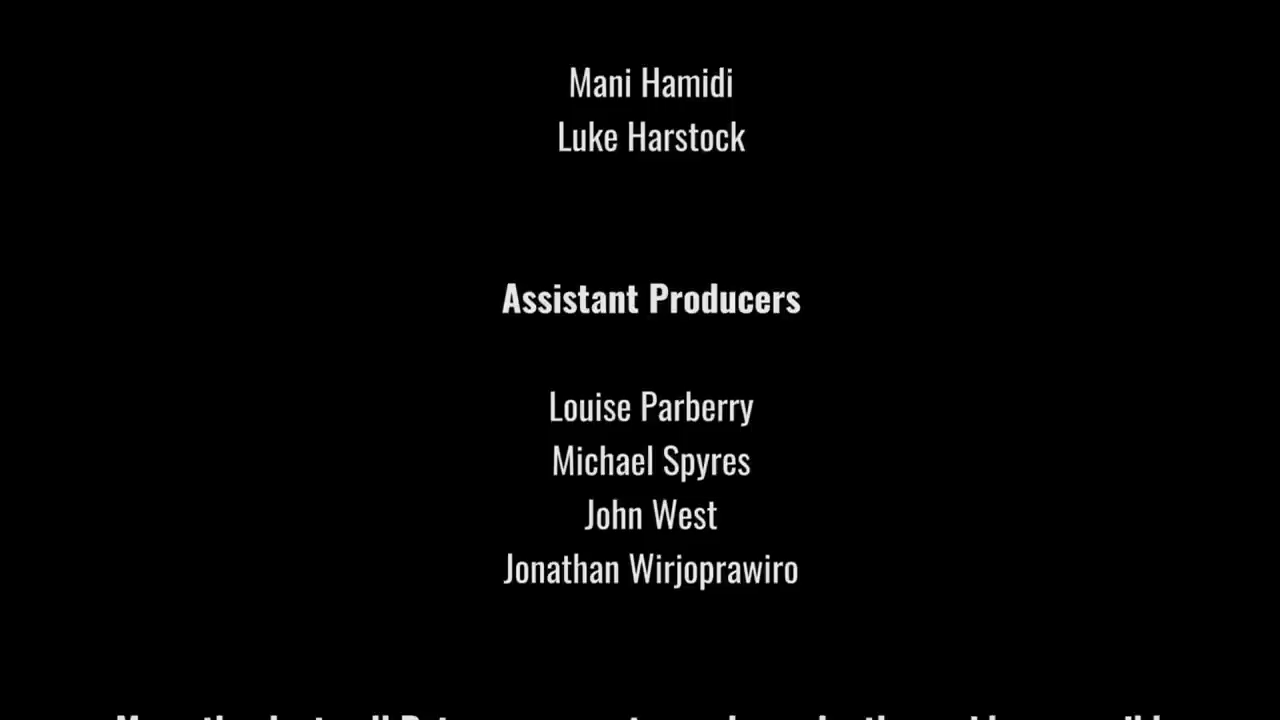 Mani Hamidi
Luke Harstock
Assistant Producers
Louise Parberry
Michael Spyres
John West
Jonathan Wirjoprawiro